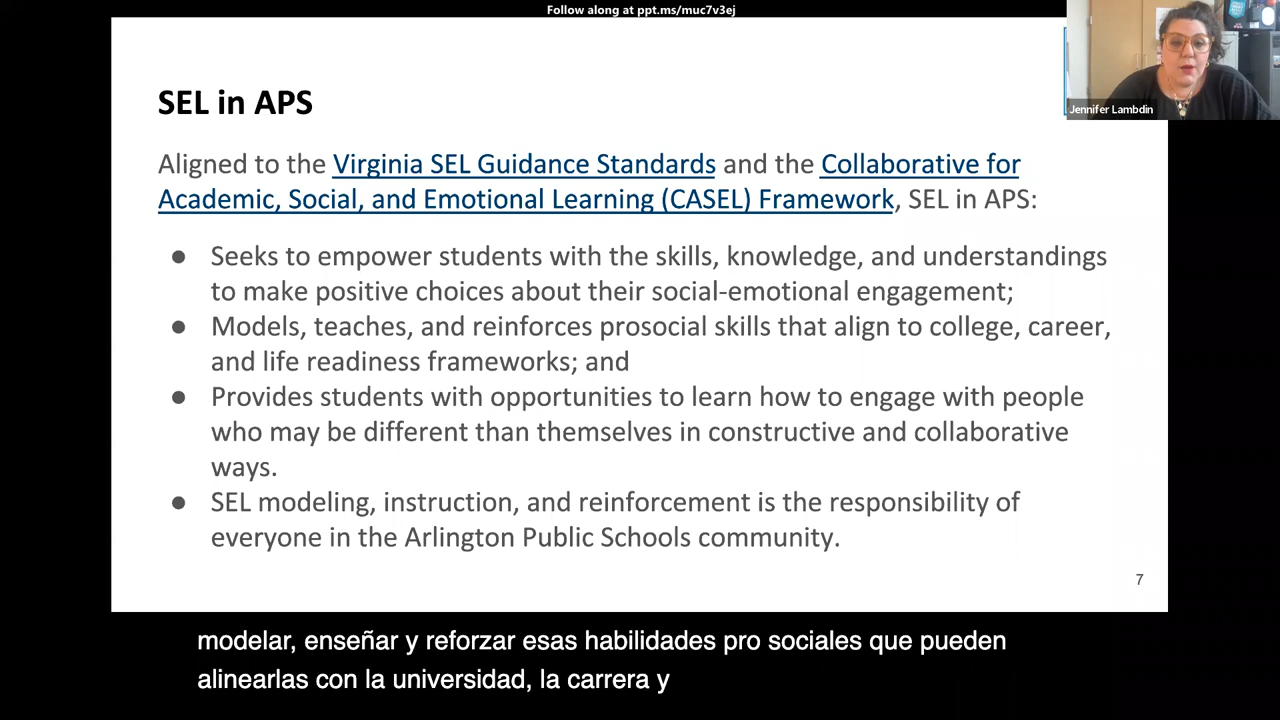 Follow along at ppt.ms/muc7v3ej
Jennifer Lambdin
SEL in APS
Aligned to the Virginia SEL Guidance Standards and the Collaborative for
Academic, Social, and Emotional Learning (CASEL) Framework, SEL in APS:
● Seeks to empower students with the skills, knowledge, and understandings
to make positive choices about their social-emotional engagement;
● Models, teaches, and reinforces prosocial skills that align to college, career,
and life readiness frameworks; and
● Provides students with opportunities to learn how to engage with people
who may be different than themselves in constructive and collaborative
ways.
● SEL modeling, instruction, and reinforcement is the responsibility of
everyone in the Arlington Public Schools community.
7
modelar, enseñar y reforzar esas habilidades pro sociales que pueden
alinearlas con la universidad, la carrera y